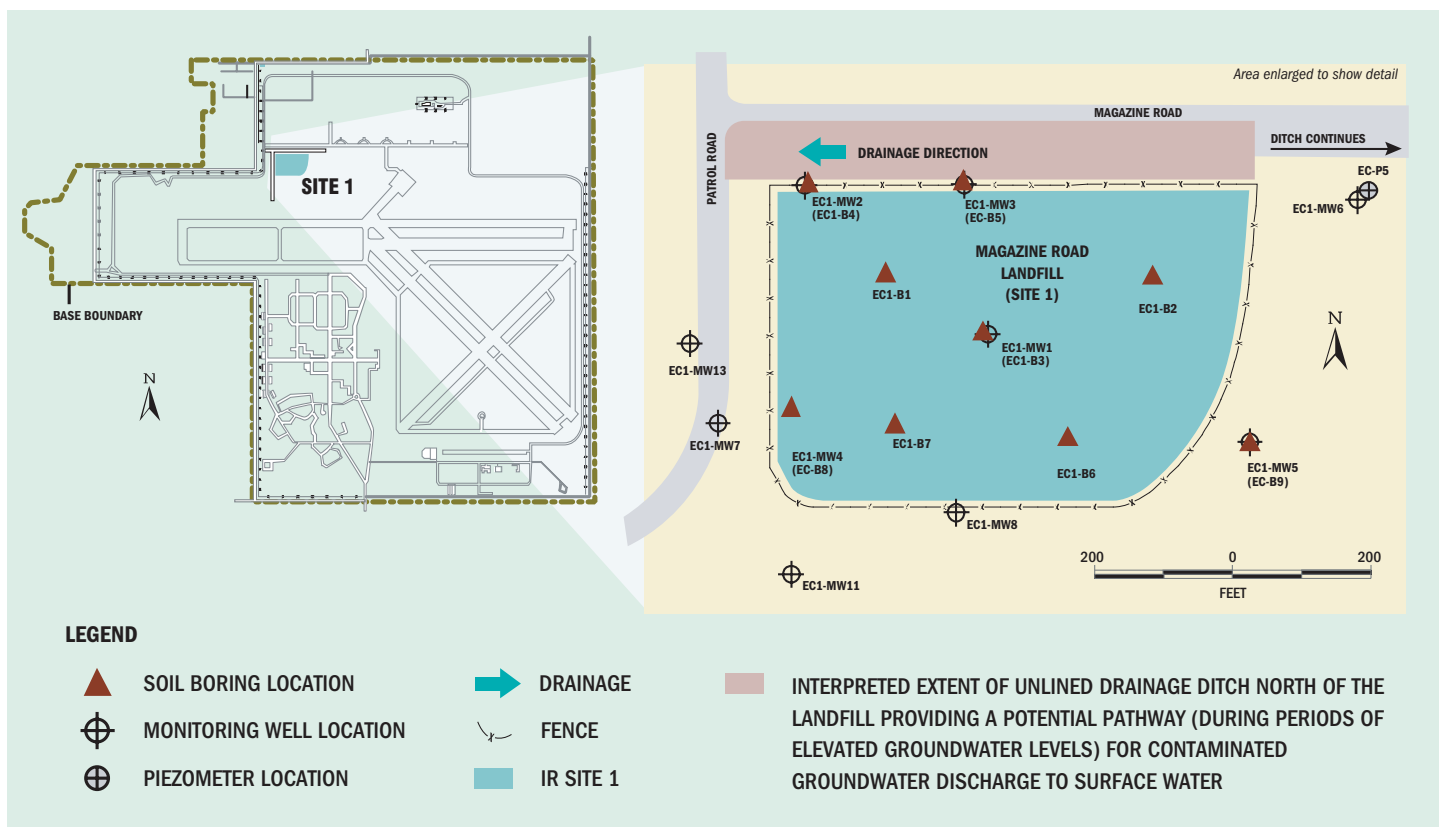 SITE 1
BASE BOUNDARY
N
Area enlarged to show detail
MAGAZINE ROAD
DITCH CONTINUES
DRAINAGE DIRECTION
PATROL ROAD
EC-P5
EC1-MW6
EC1-MW2
(EC1-B4)
EC1-MW3
(EC-B5)
MAGAZINE ROAD
LANDFILL
(SITE 1)
EC1-B1
EC1-B2
EC1-MW1
(EC1-B3)
N
EC1-MW13
EC1-MW7
EC1-B7
EC1-MW4
(EC-B8)
EC1-B6
EC1-MW5
(EC-B9)
EC1-MW8
EC1-MW11
200 0 200
FEET
LEGEND
SOIL BORING LOCATION
MONITORING WELL LOCATION
PIEZOMETER LOCATION
DRAINAGE
FENCE
IR SITE 1
INTERPRETED EXTENT OF UNLINED DRAINAGE DITCH NORTH OF THE
LANDFILL PROVIDING A POTENTIAL PATHWAY (DURING PERIODS OF
ELEVATED GROUNDWATER LEVELS) FOR CONTAMINATED
GROUNDWATER DISCHARGE TO SURFACE WATER